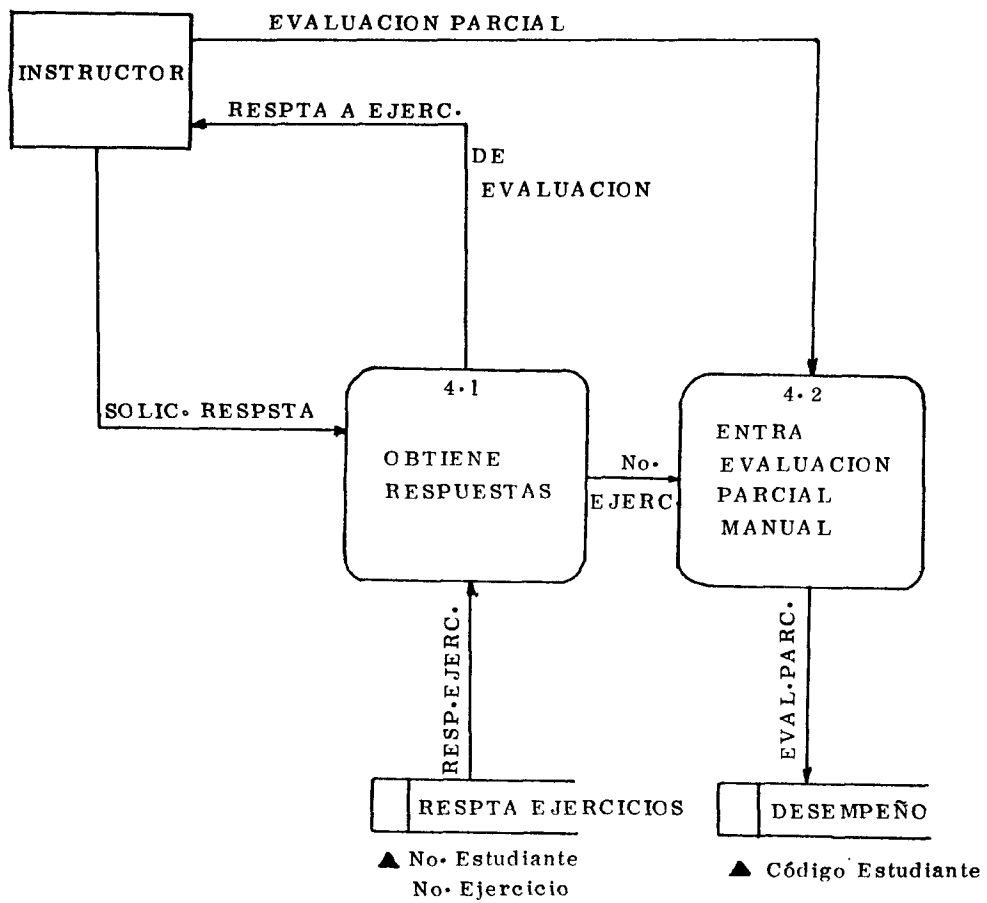 EVALUACION PARCIAL
INSTRUCTOR
RESPTA A EJERC.
DE
EVALUACION
SOLIC. RESPSTA
4.1
OBTIENE
RESPUESTAS
No.
EJERC.
4.2
ENTRA
EVALUACION
PARCIAL
MANUAL
RESP.EJERC.
EVAL.PARC.
RESPTA EJERCICIOS
DESEMPEÑO
▲ No. Estudiante
No. Ejercicio
▲ Código Estudiante